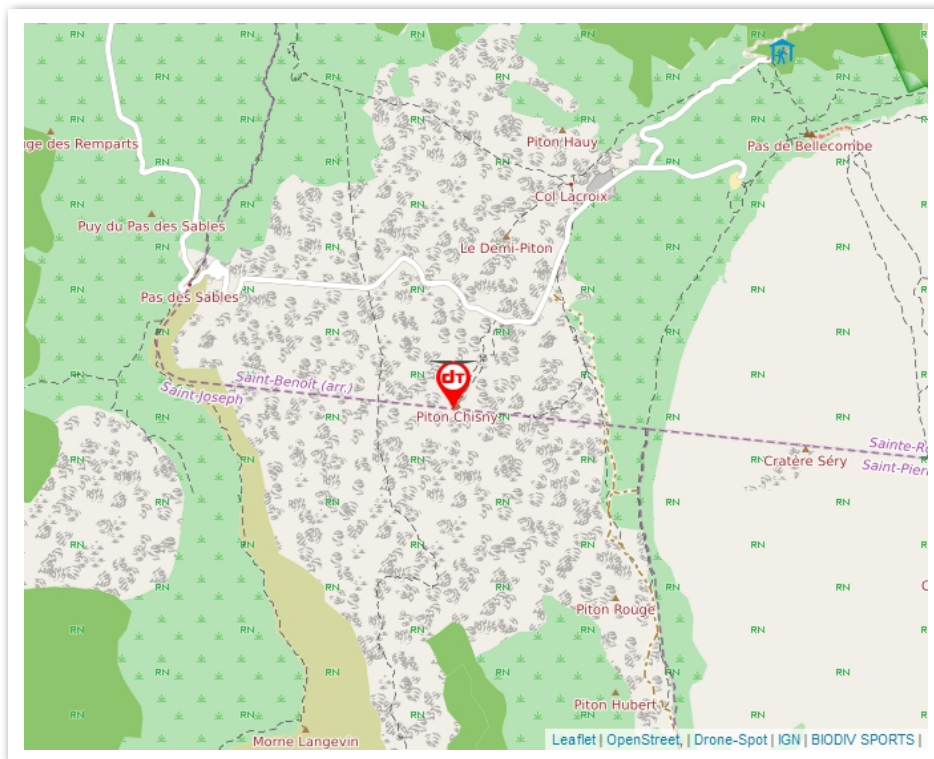 RN
ge des Remparts
Piton Hauy
Pas de Bellecombe
Col Lacroix
Puy du Pas des Sables
Le Demi-Piton
Pas des Sables
Saint-Benoît (arr.)
Saint-Joseph
dT
Piton Chisny
Sainte-R
Cratère Séry
Saint-Pierr
Piton Rouge
Piton Hubert
Morne Langevin
Leaflet | OpenStreet, | Drone-Spot | IGN | BIODIV SPORTS |